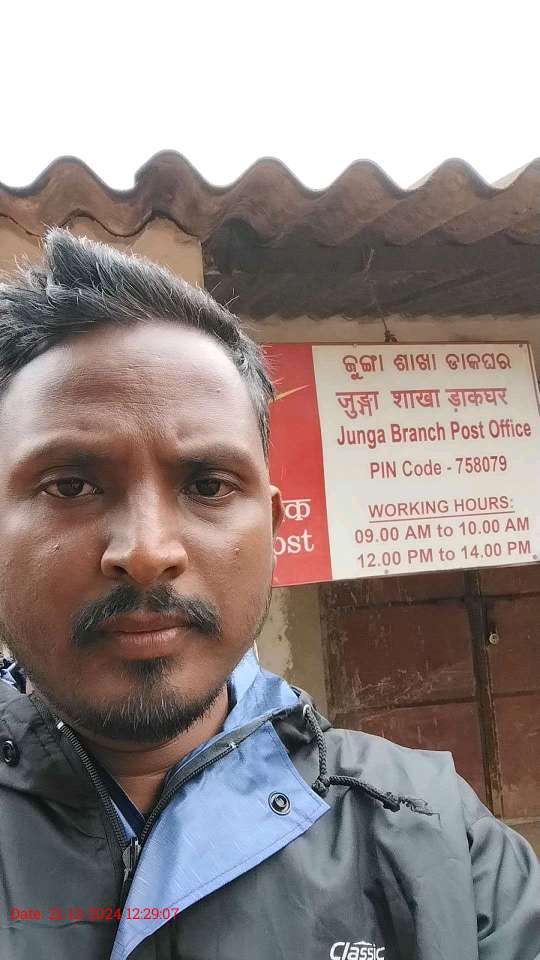 ଜୁଙ୍ଗା ଶାଖା ଡାକଘର
जुङ्गा शाखा ड़ाकघर
Junga Branch Post Office
PIN Code - 758079
WORKING HOURS:
09.00 AM to 10.00 AM
12.00 PM to 14.00 PM
Date: 21-12-2024 12:29:07
Classic